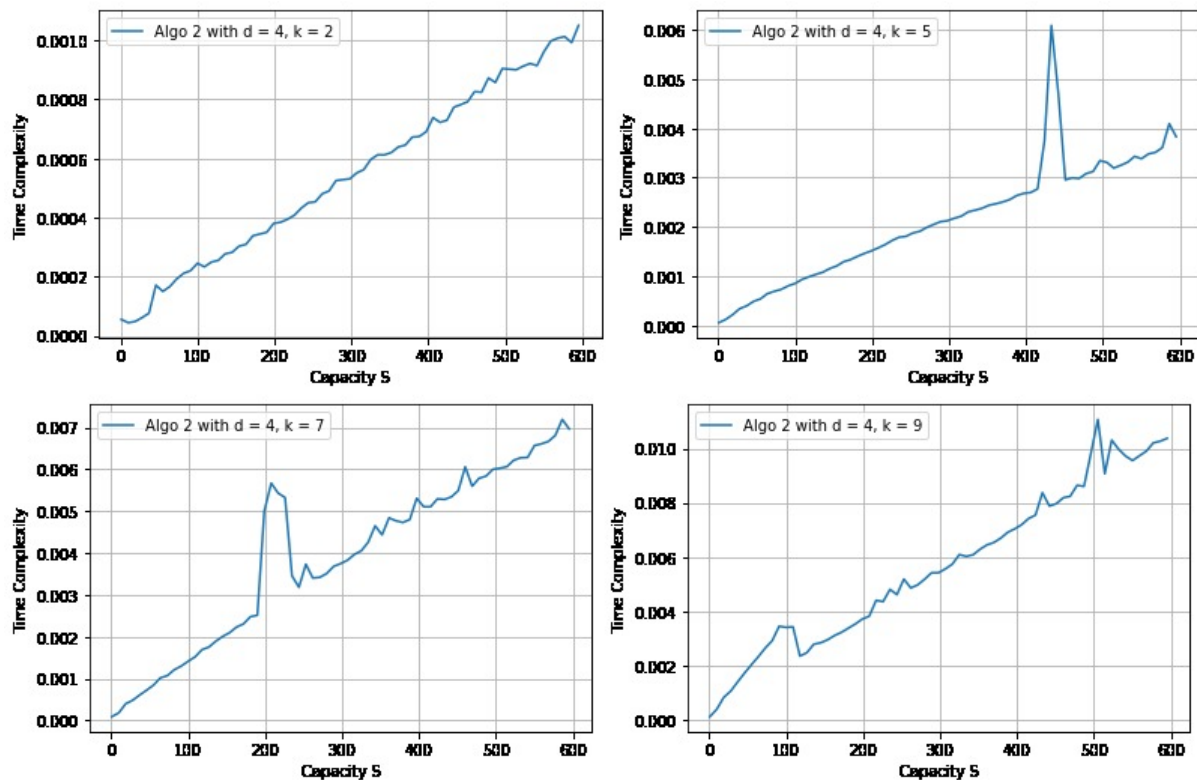 Algo 2 with d = 4, k = 2
0.0010
0.0008
0.0006
0.0004
0.0002
0.0000
Time Complexity
0 100 200 300 400 500 600
Capacity S
Algo 2 with d = 4, k = 5
0.006
0.005
0.004
0.003
0.002
0.001
0.000
Time Complexity
0 100 200 300 400 500 600
Capacity S
Algo 2 with d = 4, k = 7
0.007
0.006
0.005
0.004
0.003
0.002
0.001
0.000
Time Complexity
0 100 200 300 400 500 600
Capacity S
Algo 2 with d = 4, k = 9
0.010
0.008
0.006
0.004
0.002
0.000
Time Complexity
0 100 200 300 400 500 600
Capacity S